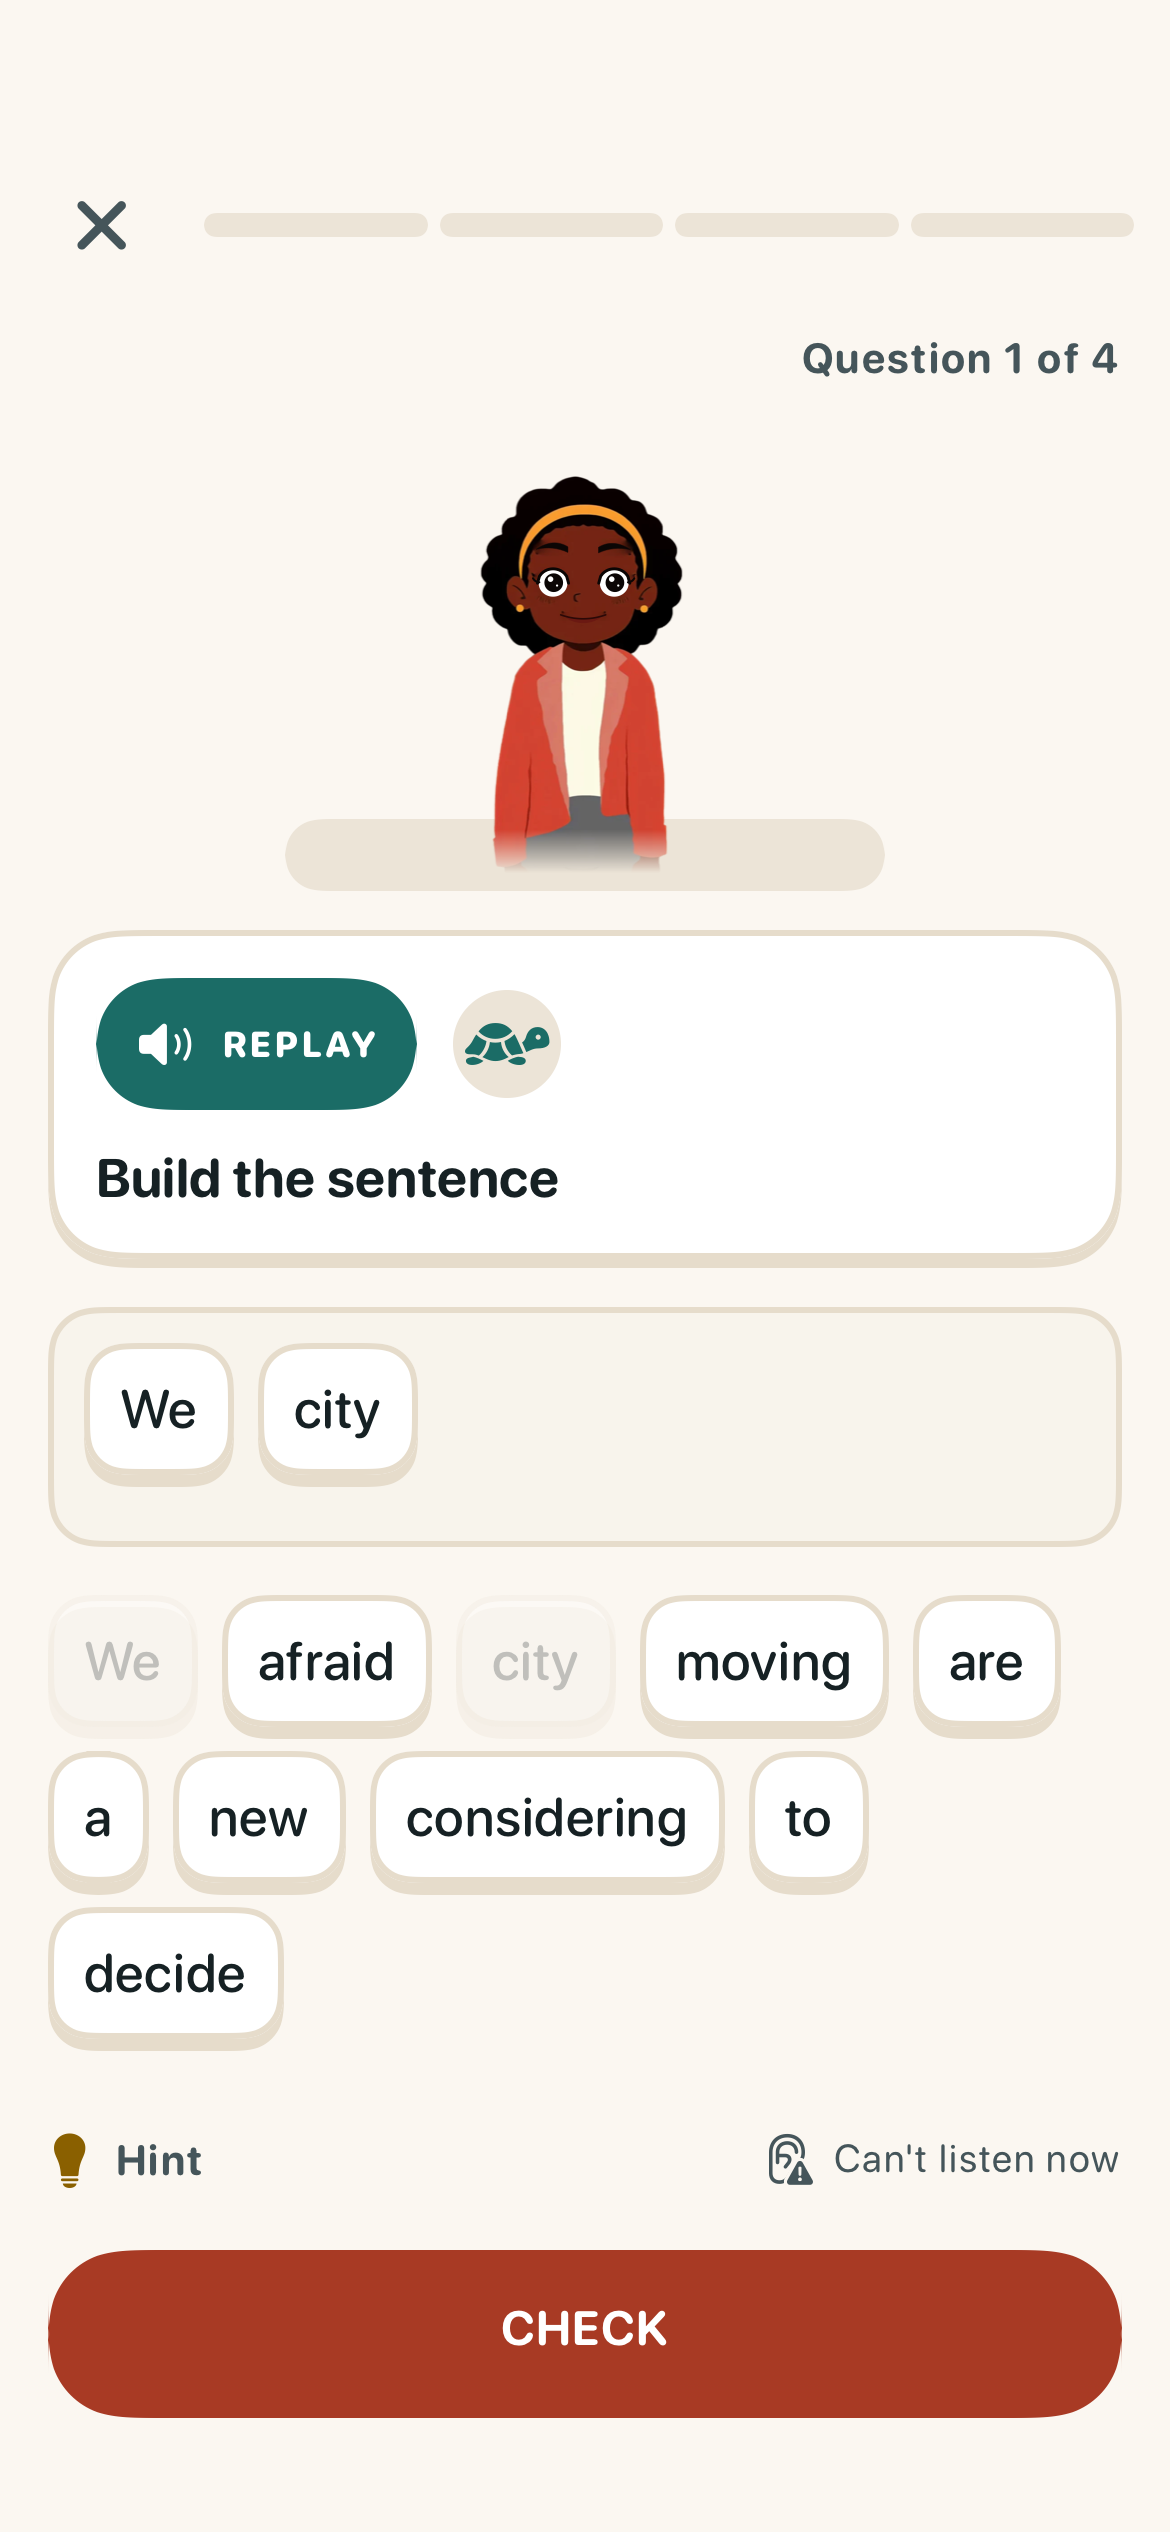 Question 1 of 4
REPLAY
Build the sentence
We city
We afraid city moving are
a new considering to
decide
Hint Can't listen now
CHECK